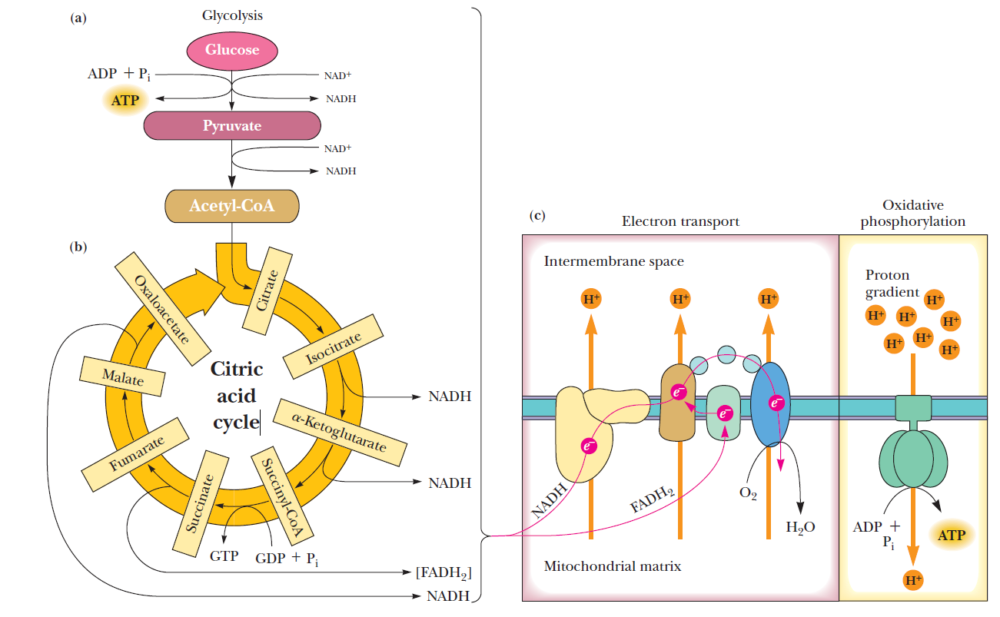 (a)
Glycolysis
Glucose
ADP + Pi
NAD+
ATP
NADH
Pyruvate
NAD+
NADH
Acetyl-CoA
(b)
Citrate
Isocitrate
α-Ketoglutarate
Succinyl-CoA
Succinate
Fumarate
Malate
Oxaloacetate
Citric
acid
cycle
NADH
NADH
GTP
GDP + Pi
[FADH2]
NADH
(c)
Electron transport
Intermembrane space
H+
H+
H+
e−
e−
e−
e−
NADH
FADH2
O2
H2O
Mitochondrial matrix
Oxidative
phosphorylation
Proton
gradient
H+
H+
H+
H+
H+
H+
H+
ADP +
Pi
ATP
H+